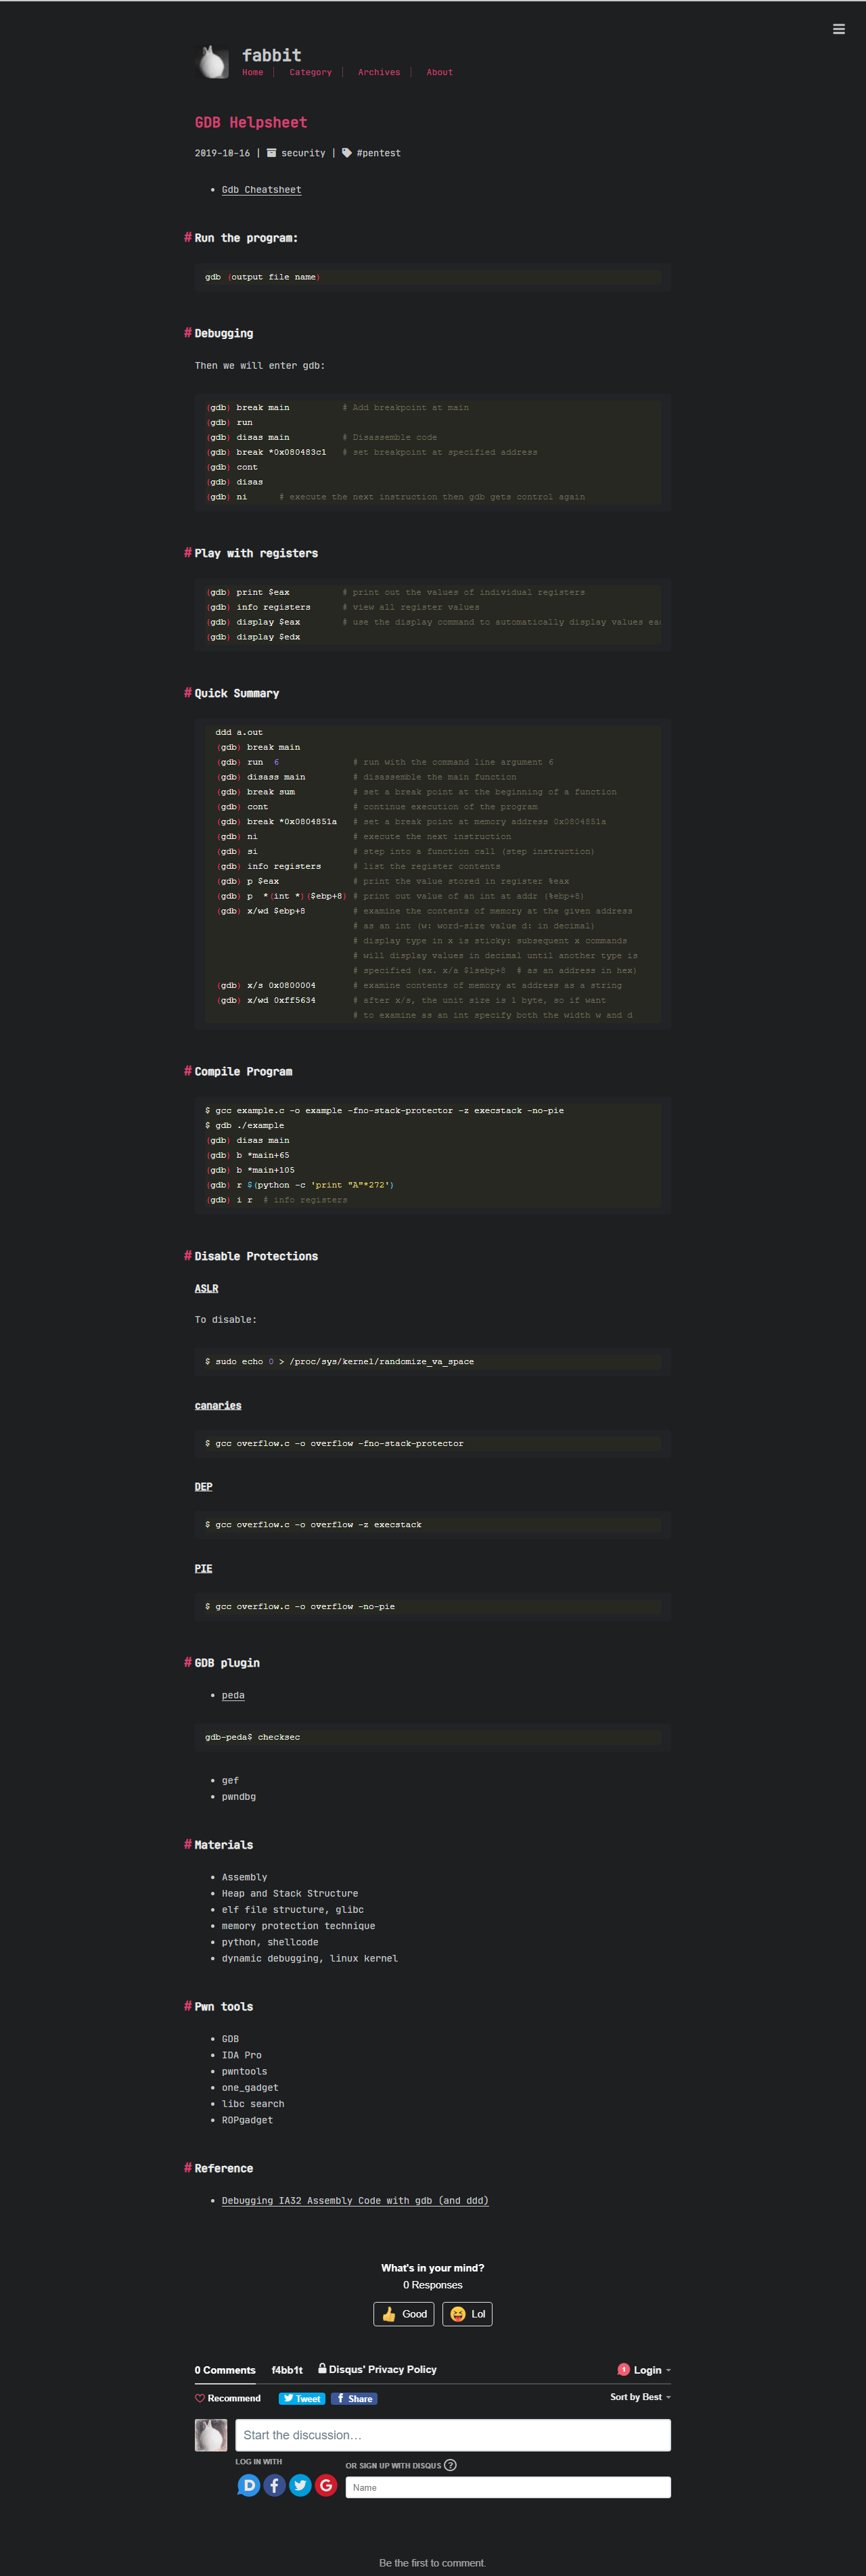 fabbit
Home | Category | Archives | About
GDB Helpsheet
2019-10-16 | security | #pentest
Gdb Cheatsheet
# Run the program:
gdb (output file name)
# Debugging
Then we will enter gdb:
(gdb) break main          # Add breakpoint at main
(gdb) run
(gdb) disas main          # Disassemble code
(gdb) break *0x080483c1   # set breakpoint at specified address
(gdb) cont
(gdb) disas
(gdb) ni      # execute the next instruction then gdb gets control again
# Play with registers
(gdb) print $eax          # print out the values of individual registers
(gdb) info registers      # view all register values
(gdb) display $eax        # use the display command to automatically display values
(gdb) display $edx
# Quick Summary
ddd a.out
(gdb) break main
(gdb) run  6              # run with the command line argument 6
(gdb) disass main         # disassemble the main function
(gdb) break sum           # set a break point at the beginning of a function
(gdb) cont                # continue execution of the program
(gdb) break *0x0804851a   # set a break point at memory address 0x0804851a
(gdb) ni                  # execute the next instruction
(gdb) si                  # step into a function call (step instruction)
(gdb) info registers      # list the register contents
(gdb) p $eax              # print the value stored in register %eax
(gdb) p  *(int *)($ebp+8) # print out value of an int at addr (%ebp+8)
(gdb) x/wd $ebp+8         # examine the contents of memory at the given address
# as an int (w: word-size value d: in decimal)
# display type in x is sticky: subsequent x commands
# will display values in decimal until another type is
# specified (ex. x/a $lsebp+8  # as an address in hex)
(gdb) x/s 0x0800004       # examine contents of memory at address as a string
(gdb) x/wd 0xff5634       # after x/s, the unit size is 1 byte, so if want
# to examine as an int specify both the width w and d
# Compile Program
$ gcc example.c -o example -fno-stack-protector -z execstack -no-pie
$ gdb ./example
(gdb) disas main
(gdb) b *main+65
(gdb) b *main+105
(gdb) r $(python -c 'print "A"*272')
(gdb) i r  # info registers
# Disable Protections
ASLR
To disable:
$ sudo echo 0 > /proc/sys/kernel/randomize_va_space
canaries
$ gcc overflow.c -o overflow -fno-stack-protector
DEP
$ gcc overflow.c -o overflow -z execstack
PIE
$ gcc overflow.c -o overflow -no-pie
# GDB plugin
peda
gdb-peda$ checksec
gef
pwndbg
# Materials
Assembly
Heap and Stack Structure
elf file structure, glibc
memory protection technique
python, shellcode
dynamic debugging, linux kernel
# Pwn tools
GDB
IDA Pro
pwntools
one_gadget
libc search
ROPgadget
# Reference
Debugging IA32 Assembly Code with gdb (and ddd)
What's in your mind?
0 Responses
Good Lol
0 Comments f4bb1t Disqus' Privacy Policy 1 Login
Recommend Tweet Share Sort by Best
Start the discussion…
LOG IN WITH
OR SIGN UP WITH DISQUS ?
D f G
Name
Be the first to comment.